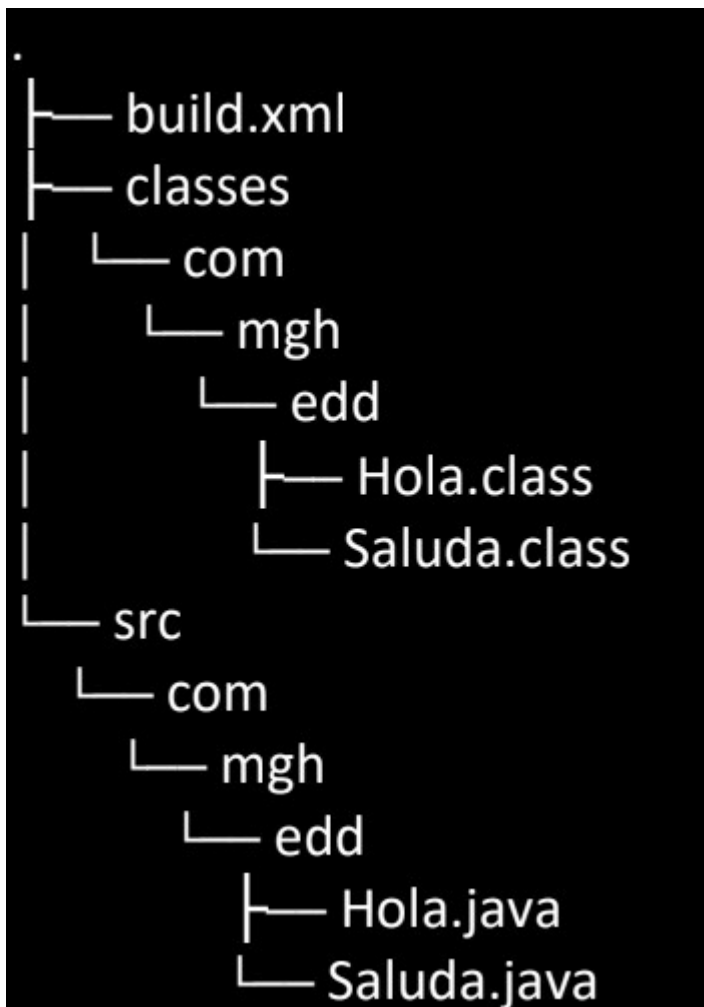 .
├── build.xml
├── classes
│   └── com
│       └── mgh
│           └── edd
│               ├── Hola.class
│               └── Saluda.class
└── src
    └── com
        └── mgh
            └── edd
                ├── Hola.java
                └── Saluda.java